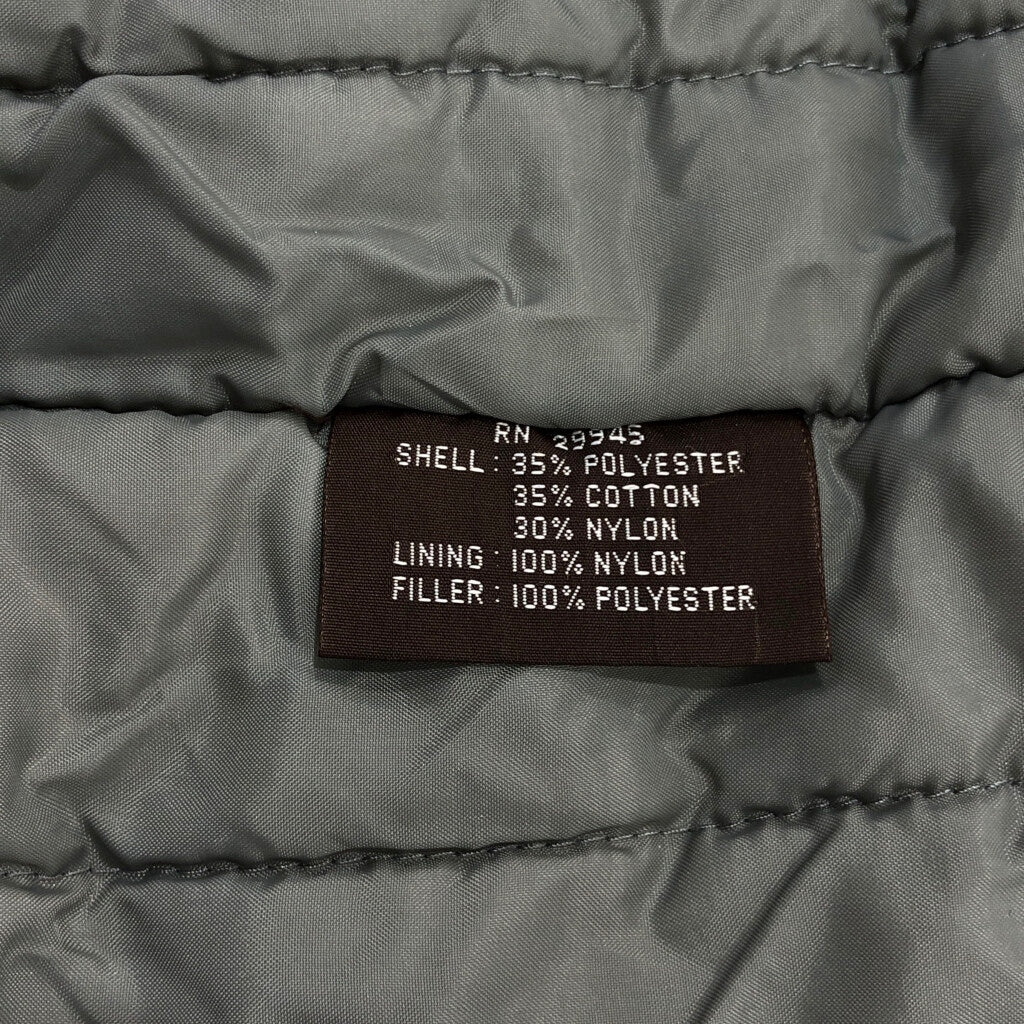 RN 29945
SHELL: 35% POLYESTER
35% COTTON
30% NYLON
LINING: 100% NYLON
FILLER: 100% POLYESTER